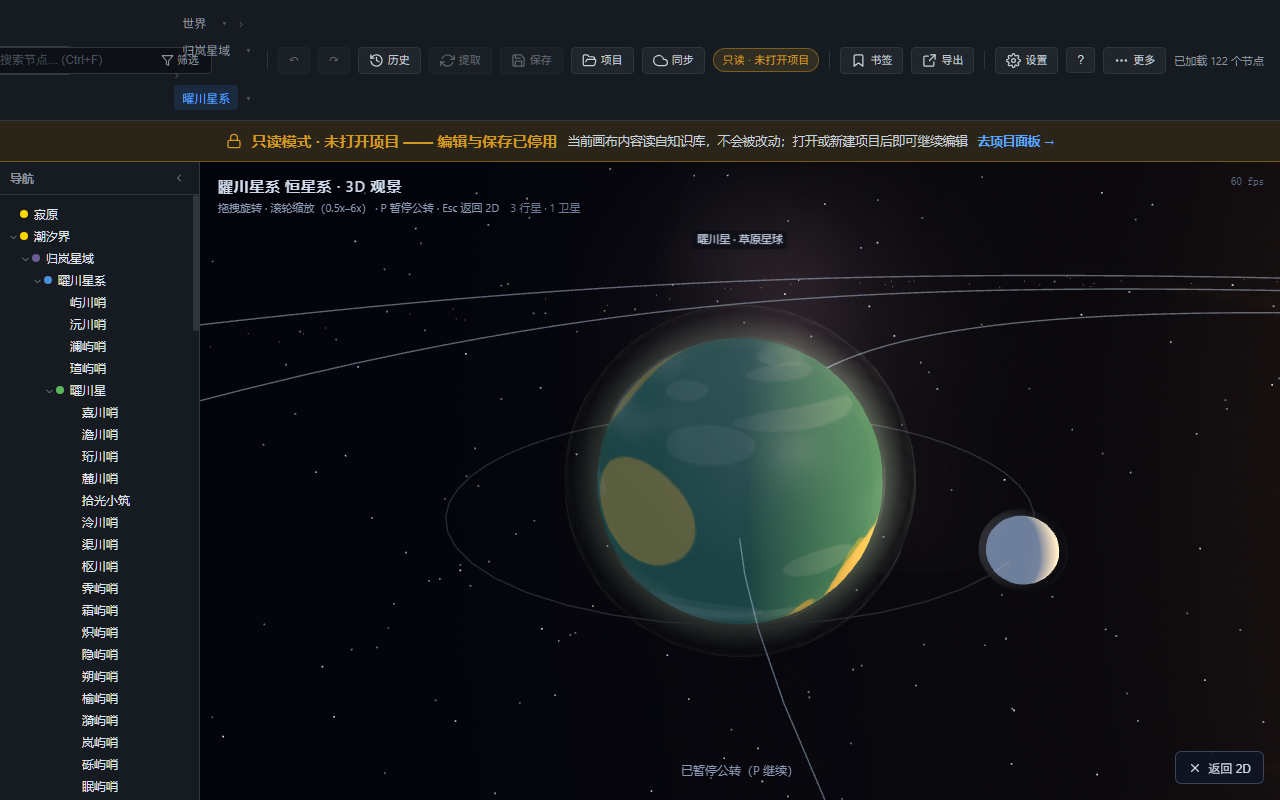 世界
归岚星域
曜川星系
搜索节点... (Ctrl+F) 筛选
历史 提取 保存 项目 同步 只读 · 未打开项目 书签 导出 设置 ? 更多 已加载 122 个节点
只读模式 · 未打开项目 —— 编辑与保存已停用 当前画布内容读自知识库，不会被改动；打开或新建项目后即可继续编辑 去项目面板 →
导航
寂原
潮汐界
归岚星域
曜川星系
屿川哨
沅川哨
澜屿哨
瑄屿哨
曜川星
熹川哨
澹川哨
珩川哨
麓川哨
拾光小筑
泠川哨
渠川哨
枢川哨
霁屿哨
霜屿哨
炽屿哨
隐屿哨
朔屿哨
榆屿哨
漪屿哨
岚屿哨
砾屿哨
眠屿哨
曜川星系 恒星系 · 3D 观景
拖拽旋转 · 滚轮缩放（0.5x–6x） · P 暂停公转 · Esc 返回 2D 3 行星 · 1 卫星
60 fps
曜川星 · 草原星球
已暂停公转（P 继续）
返回 2D